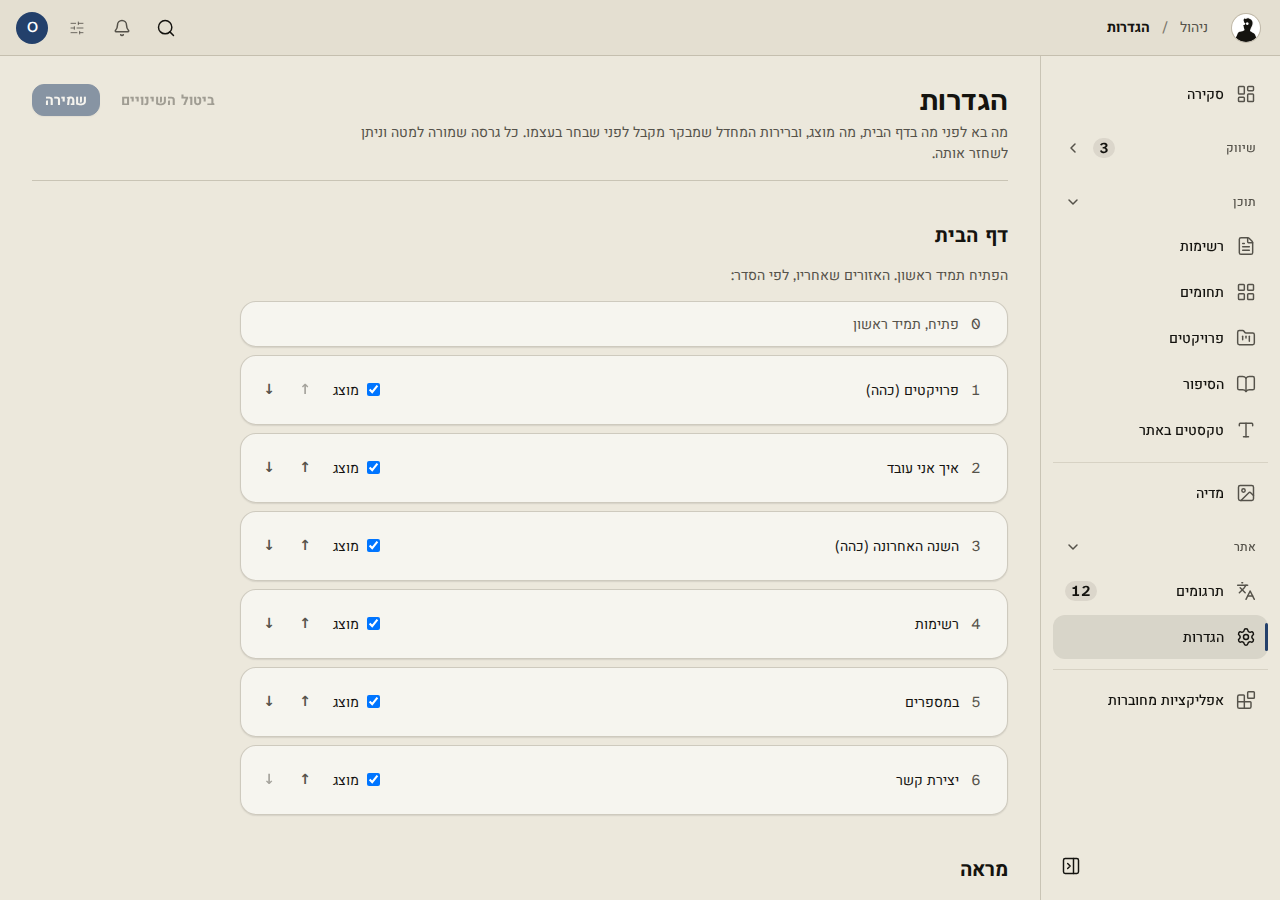 ניהול / הגדרות
O
סקירה
שיווק 3
תוכן
רשימות
תחומים
פרויקטים
הסיפור
טקסטים באתר
מדיה
אתר
תרגומים 12
הגדרות
אפליקציות מחוברות
הגדרות
ביטול השינויים
שמירה
מה בא לפני מה בדף הבית, מה מוצג, וברירות המחדל שמבקר מקבל לפני שבחר בעצמו. כל גרסה שמורה למטה וניתן
לשחזר אותה.
דף הבית
הפתיח תמיד ראשון. האזורים שאחריו, לפי הסדר:
0 פתיח, תמיד ראשון
1 פרויקטים (כהה) מוצג ↑ ↓
2 איך אני עובד מוצג ↑ ↓
3 השנה האחרונה (כהה) מוצג ↑ ↓
4 רשימות מוצג ↑ ↓
5 במספרים מוצג ↑ ↓
6 יצירת קשר מוצג ↑ ↓
מראה